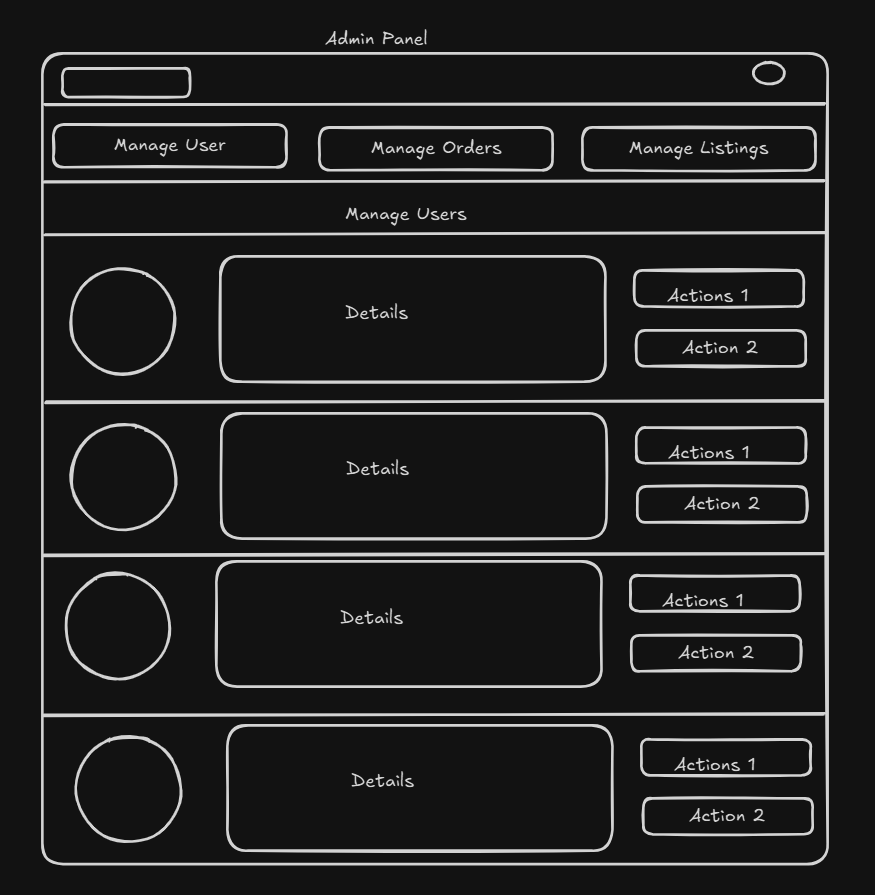 Admin Panel
Manage User
Manage Orders
Manage Listings
Manage Users
Details
Actions 1
Action 2
Details
Actions 1
Action 2
Details
Actions 1
Action 2
Details
Actions 1
Action 2